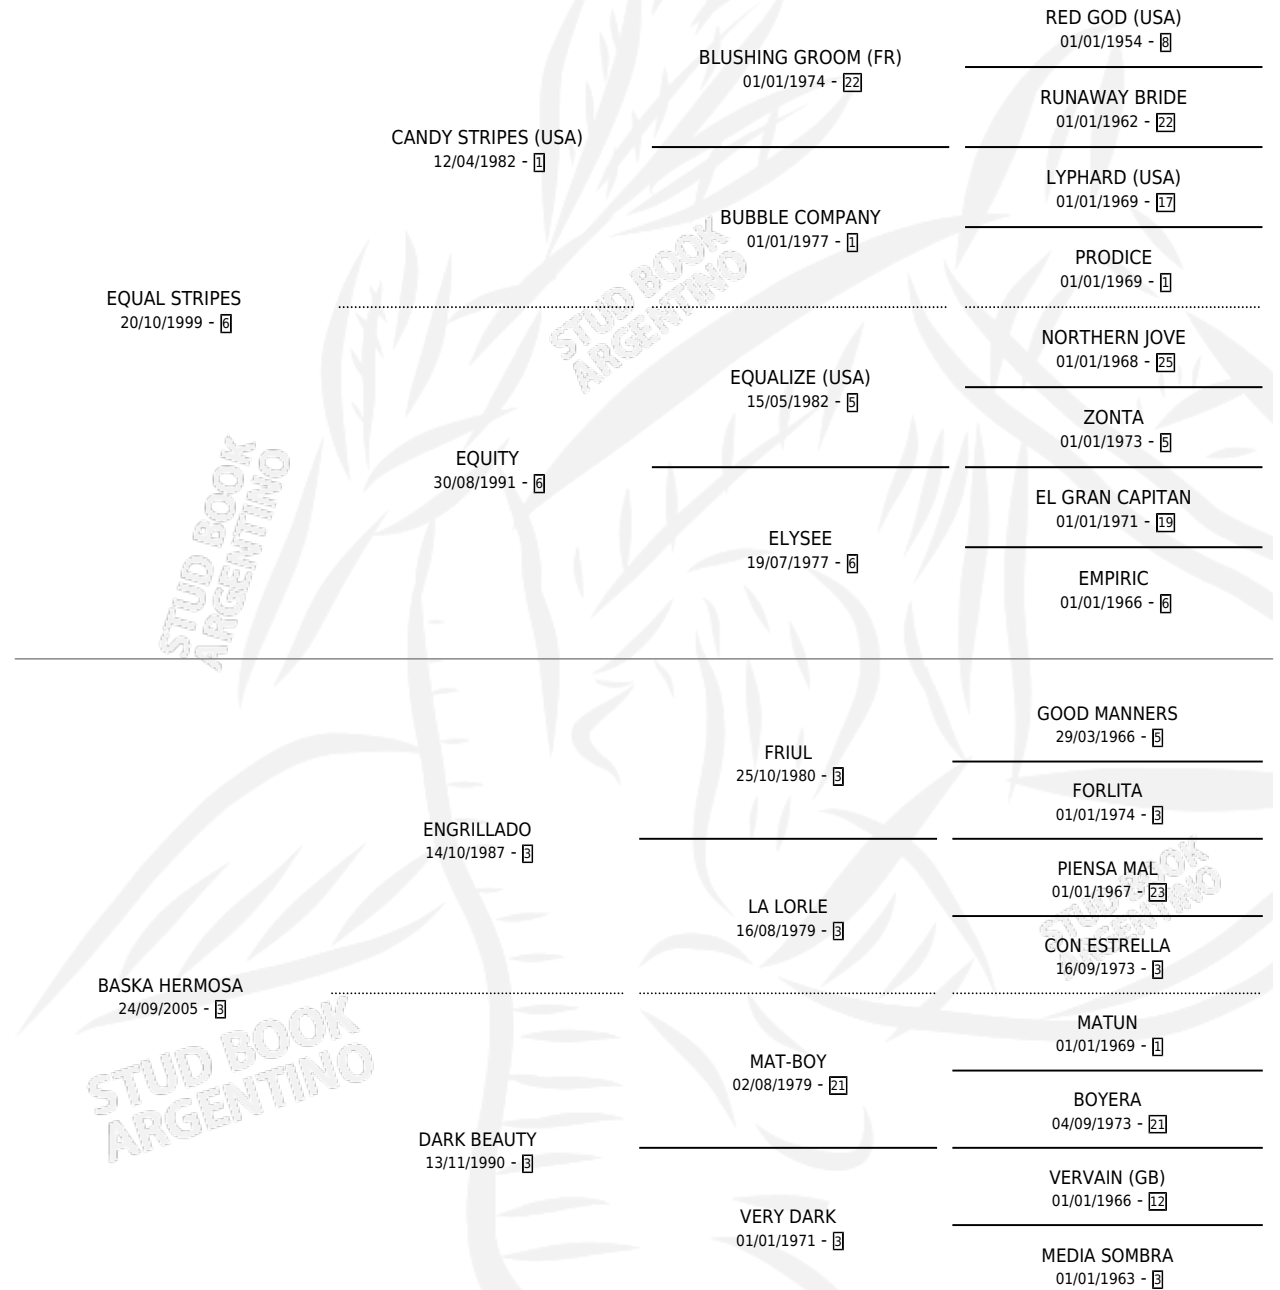 RED GOD (USA)
01/01/1954 - 8
BLUSHING GROOM (FR)
01/01/1974 - 22
RUNAWAY BRIDE
01/01/1962 - 22
CANDY STRIPES (USA)
12/04/1982 - 1
LYPHARD (USA)
01/01/1969 - 17
BUBBLE COMPANY
01/01/1977 - 1
PRODICE
01/01/1969 - 1
EQUAL STRIPES
20/10/1999 - 6
NORTHERN JOVE
01/01/1968 - 25
EQUALIZE (USA)
15/05/1982 - 5
ZONTA
01/01/1973 - 5
EQUITY
30/08/1991 - 6
EL GRAN CAPITAN
01/01/1971 - 19
ELYSEE
19/07/1977 - 6
EMPIRIC
01/01/1966 - 6
GOOD MANNERS
29/03/1966 - 5
FRIUL
25/10/1980 - 3
FORLITA
01/01/1974 - 3
ENGRILLADO
14/10/1987 - 3
PIENSA MAL
01/01/1967 - 23
LA LORLE
16/08/1979 - 3
CON ESTRELLA
16/09/1973 - 3
BASKA HERMOSA
24/09/2005 - 3
MATUN
01/01/1969 - 1
MAT-BOY
02/08/1979 - 21
BOYERA
04/09/1973 - 21
DARK BEAUTY
13/11/1990 - 3
VERVAIN (GB)
01/01/1966 - 12
VERY DARK
01/01/1971 - 3
MEDIA SOMBRA
01/01/1963 - 3
STUD BOOK
ARGENTINO
STUD BOOK
ARGENTINO
STUD BOOK
ARGENTINO
STUD BOOK
ARGENTINO